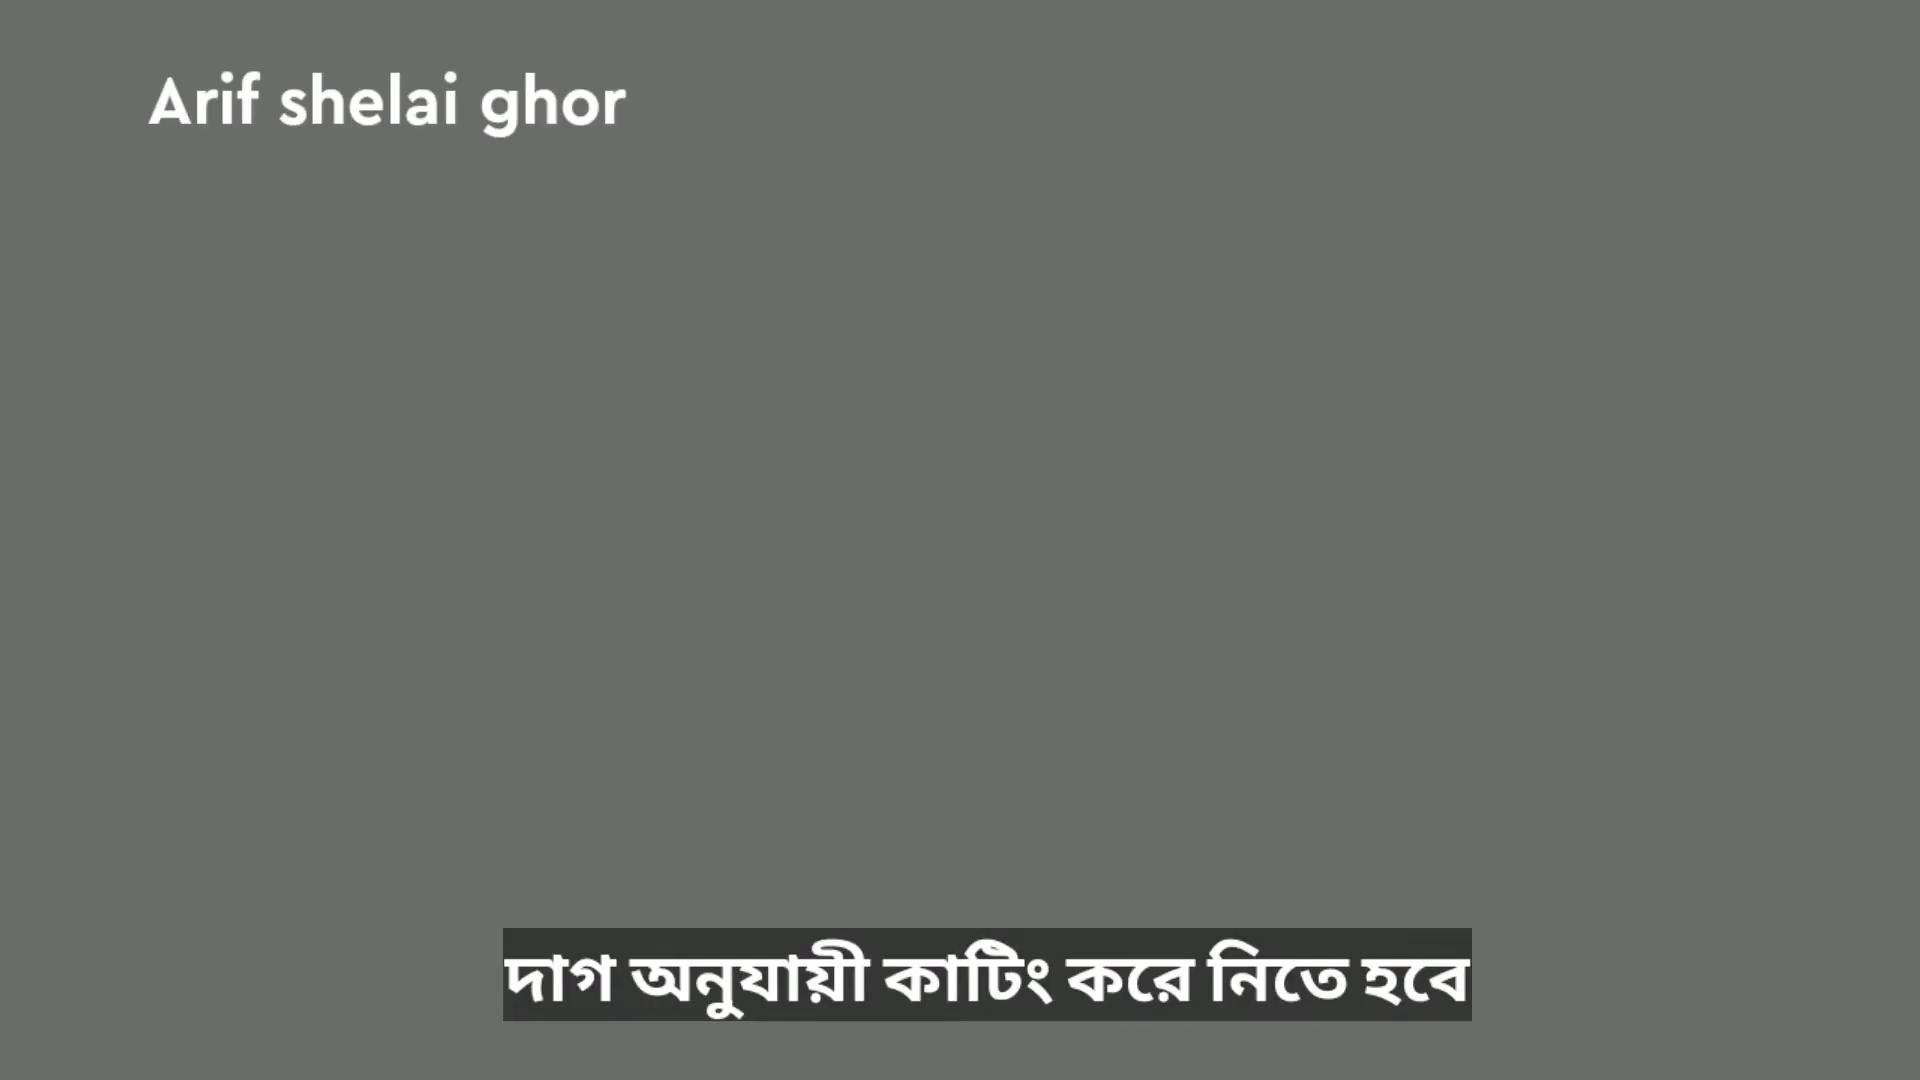 Arif shelai ghor
দাগ অনুযায়ী কাটিং করে নিতে হবে